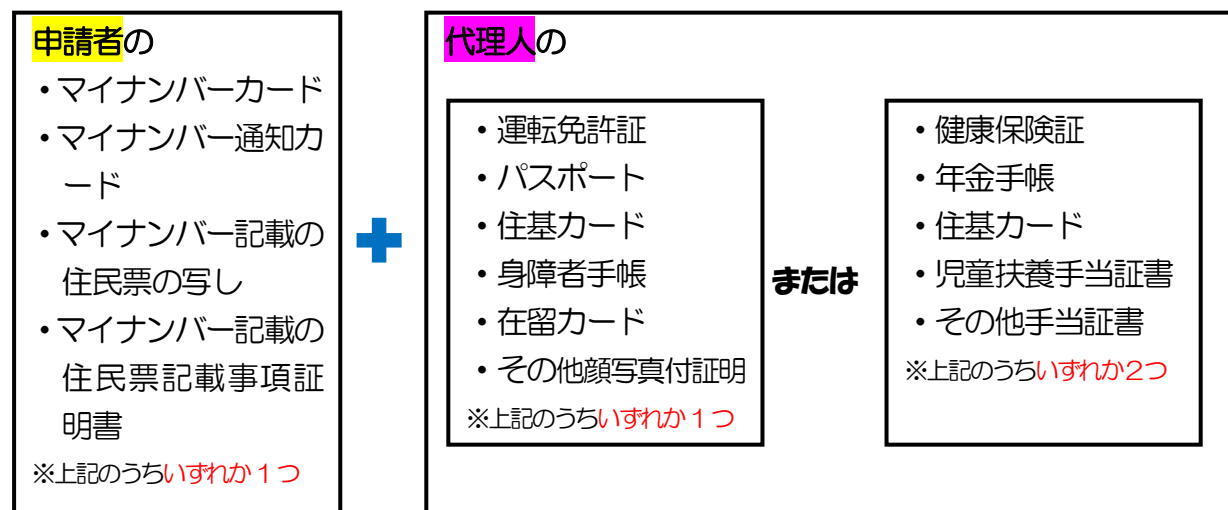 申請者の
・マイナンバーカード
・マイナンバー通知カ
ード
・マイナンバー記載の
住民票の写し
・マイナンバー記載の
住民票記載事項証
明書
※上記のうちいずれか1つ
代理人の
・運転免許証
・パスポート
・住基カード
・身障者手帳
・在留カード
・その他顔写真付証明
※上記のうちいずれか1つ
または
・健康保険証
・年金手帳
・住基カード
・児童扶養手当証書
・その他手当証書
※上記のうちいずれか2つ